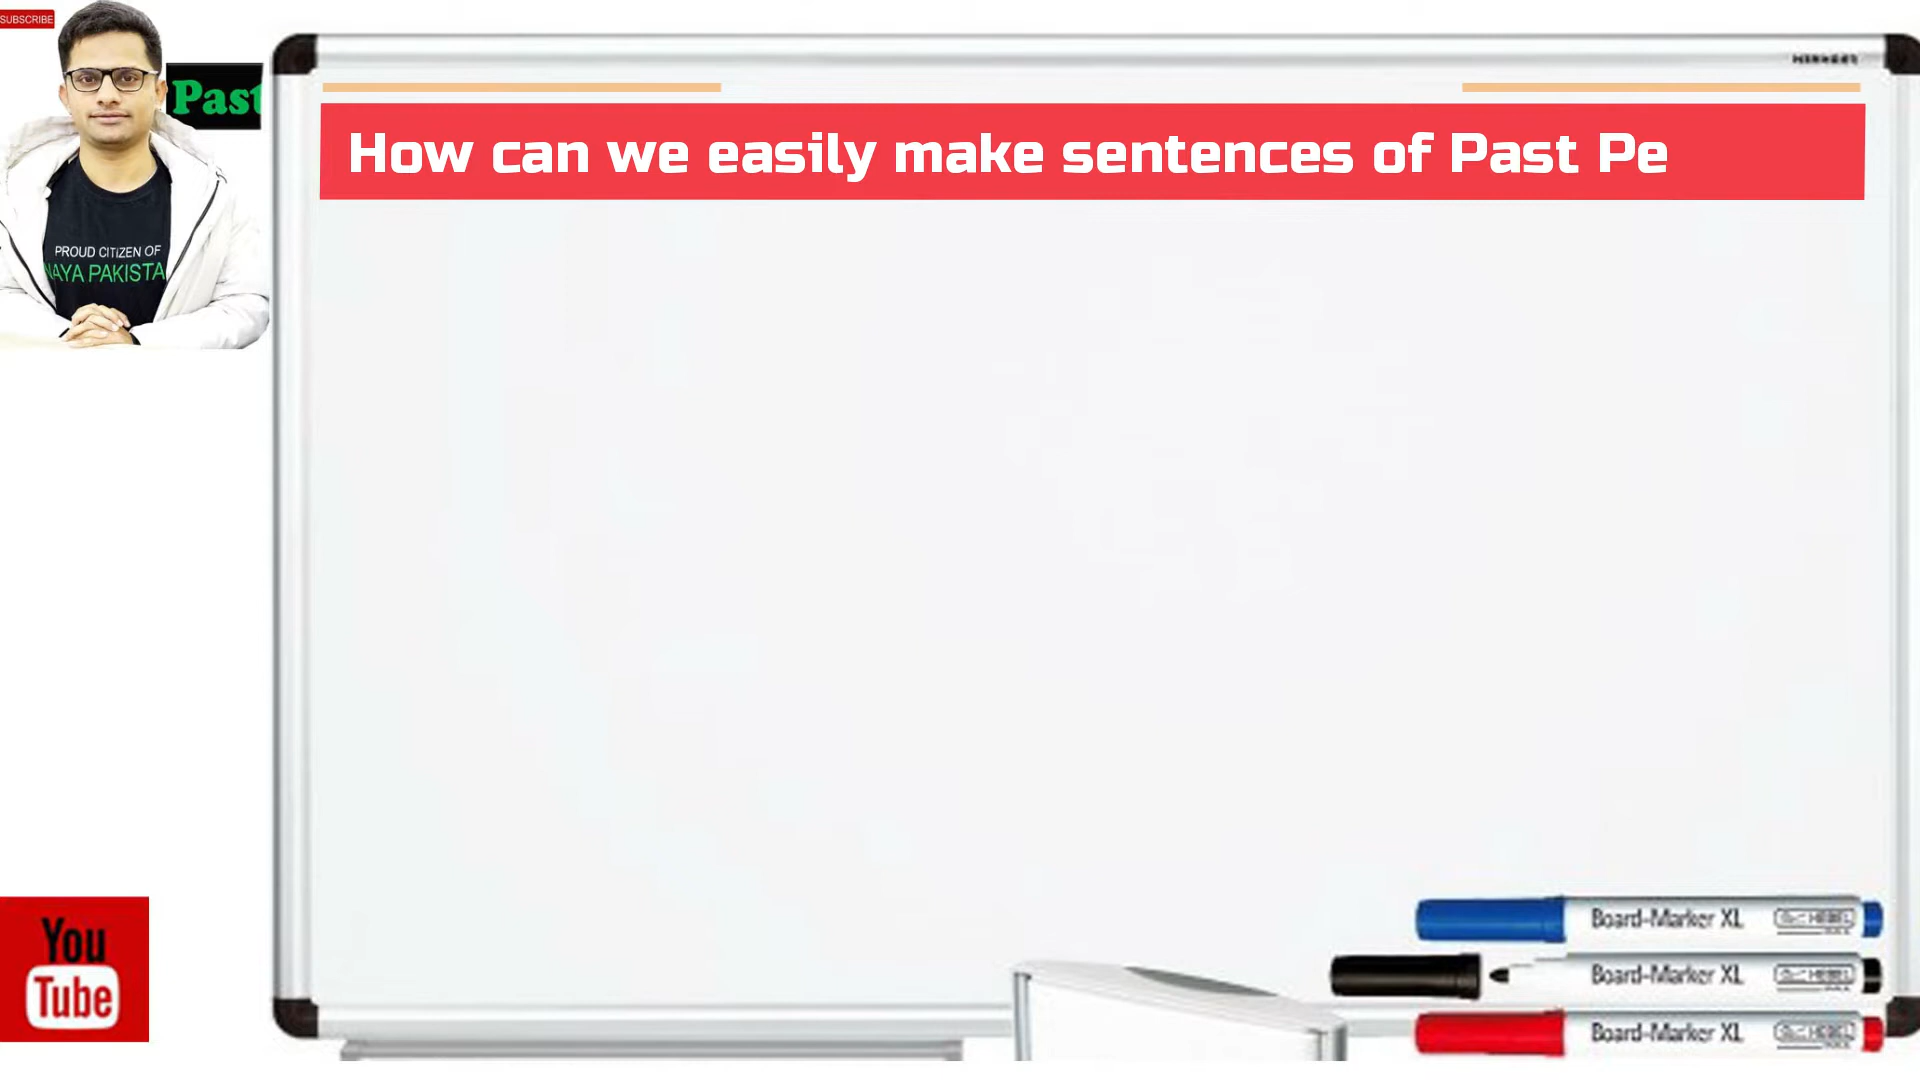 SUBSCRIBE
Past
How can we easily make sentences of Past Pe
PROUD CITIZEN OF
NAYA PAKISTA
You
Tube
Board-Marker XL
Board-Marker XL
Board-Marker XL